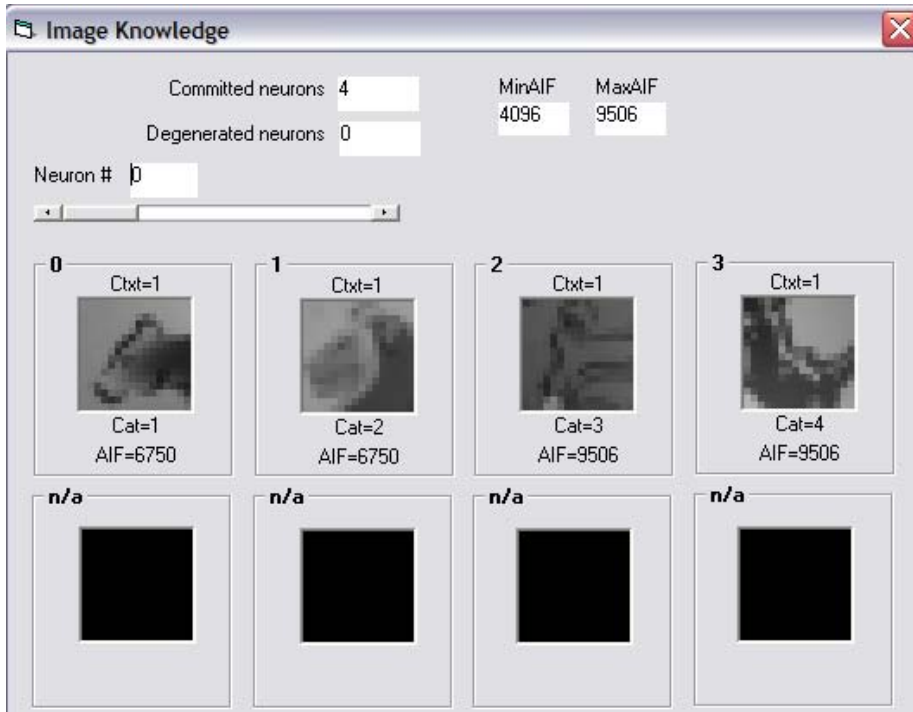 Image Knowledge
Committed neurons 4
MinAIF MaxAIF
4096 9506
Degenerated neurons 0
Neuron # 0
0
Ctxt=1
Cat=1
AIF=6750
1
Ctxt=1
Cat=2
AIF=6750
2
Ctxt=1
Cat=3
AIF=9506
3
Ctxt=1
Cat=4
AIF=9506
n/a
n/a
n/a
n/a